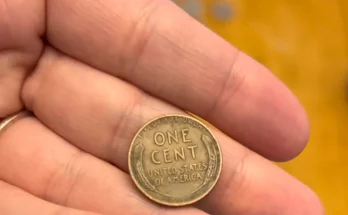 ONE
CENT
UNITED STATES
OF AMERICA